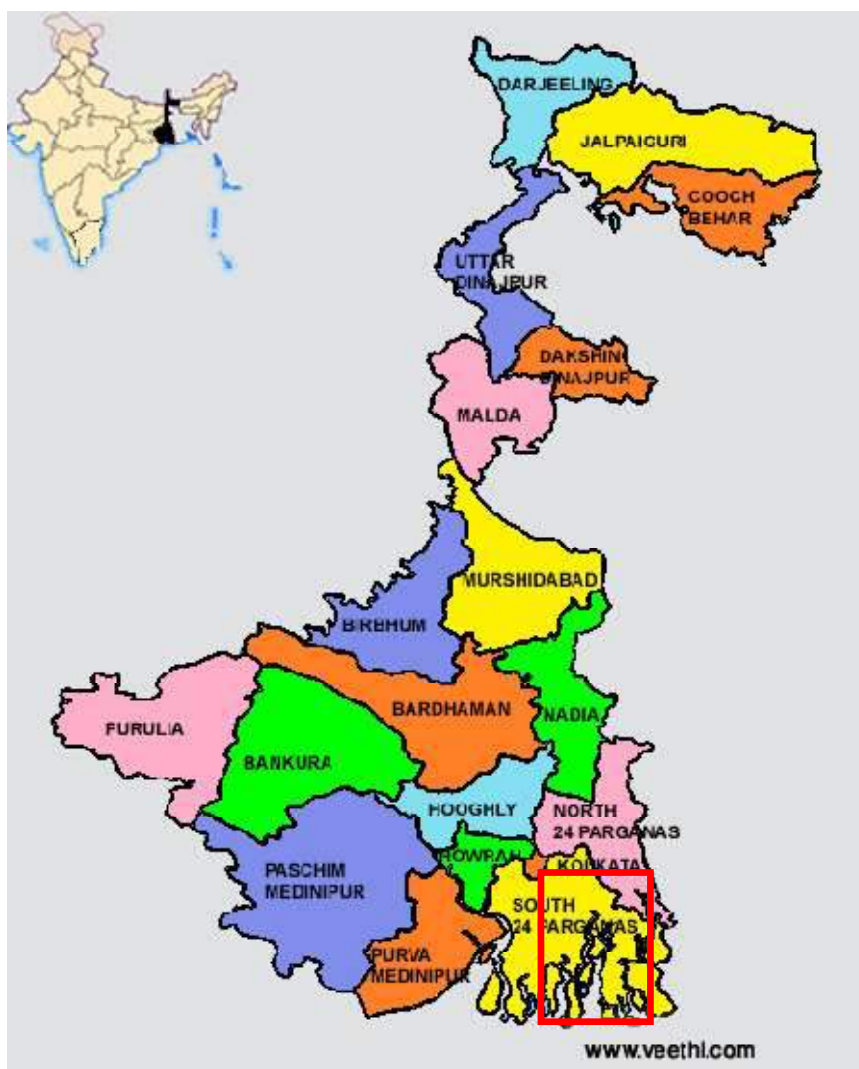 DARJEELING
JALPAIGURI
COOCH
BEHAR
UTTAR
DINAJPUR
DAKSHIN
DINAJPUR
MALDA
MURSHIDABAD
BIRBHUM
BARDHAMAN
NADIA
PURULIA
BANKURA
HOOGHLY
NORTH
24 PARGANAS
HOWRAH
KOLKATA
PASCHIM
MEDINIPUR
SOUTH
24 PARGANAS
PURVA
MEDINIPUR
www.veethi.com